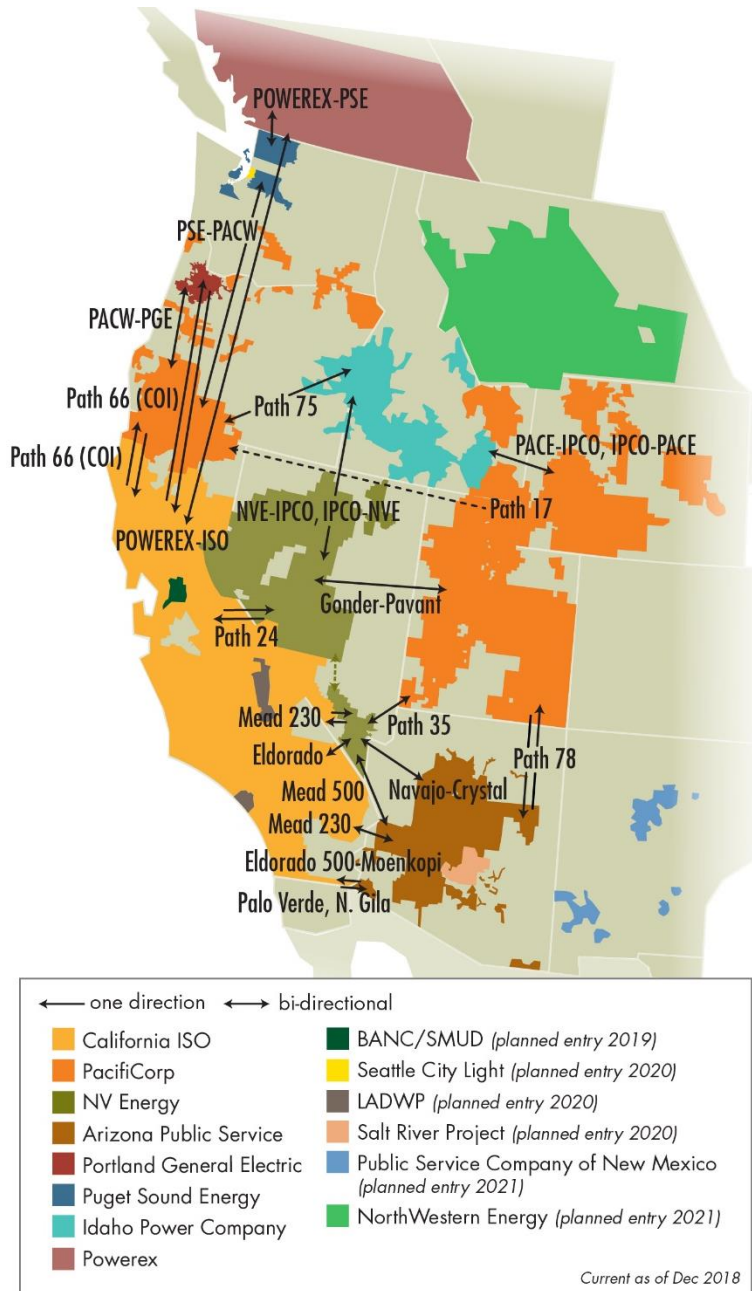 POWEREX-PSE
PSE-PACW
PACW-PGE
Path 66 (COI)
Path 75
Path 66 (COI)
PACE-IPCO, IPCO-PACE
NVE-IPCO, IPCO-NVE
Path 17
POWEREX-ISO
Gonder-Pavant
Path 24
Mead 230
Path 35
Eldorado
Path 78
Mead 500
Navajo-Crystal
Mead 230
Eldorado 500-Moenkopi
Palo Verde, N. Gila
one direction
bi-directional
California ISO
PacifiCorp
NV Energy
Arizona Public Service
Portland General Electric
Puget Sound Energy
Idaho Power Company
Powerex
BANC/SMUD (planned entry 2019)
Seattle City Light (planned entry 2020)
LADWP (planned entry 2020)
Salt River Project (planned entry 2020)
Public Service Company of New Mexico
(planned entry 2021)
NorthWestern Energy (planned entry 2021)
Current as of Dec 2018